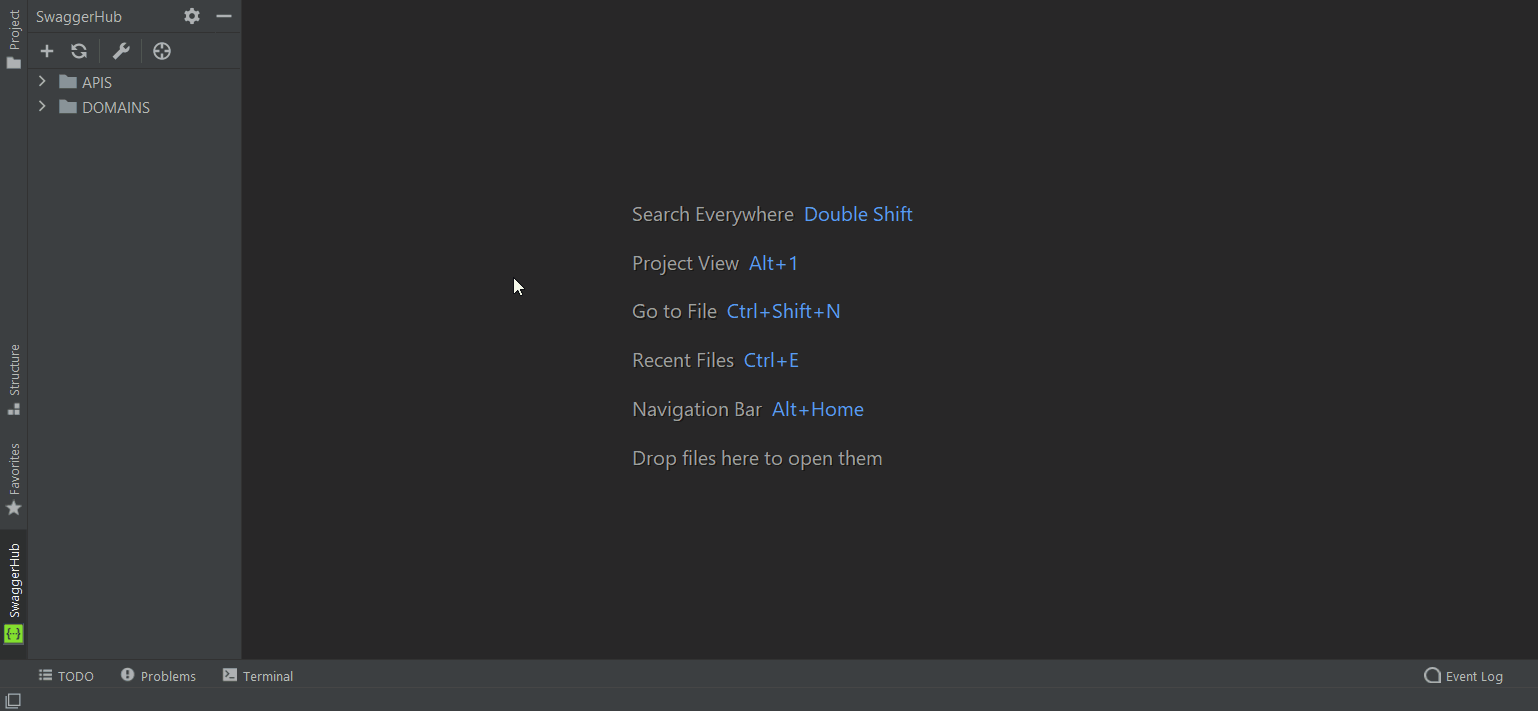 Project
SwaggerHub
APIS
DOMAINS
Search Everywhere Double Shift
Project View Alt+1
Go to File Ctrl+Shift+N
Recent Files Ctrl+E
Navigation Bar Alt+Home
Drop files here to open them
Structure
Favorites
SwaggerHub
{··}
TODO
Problems
Terminal
Event Log